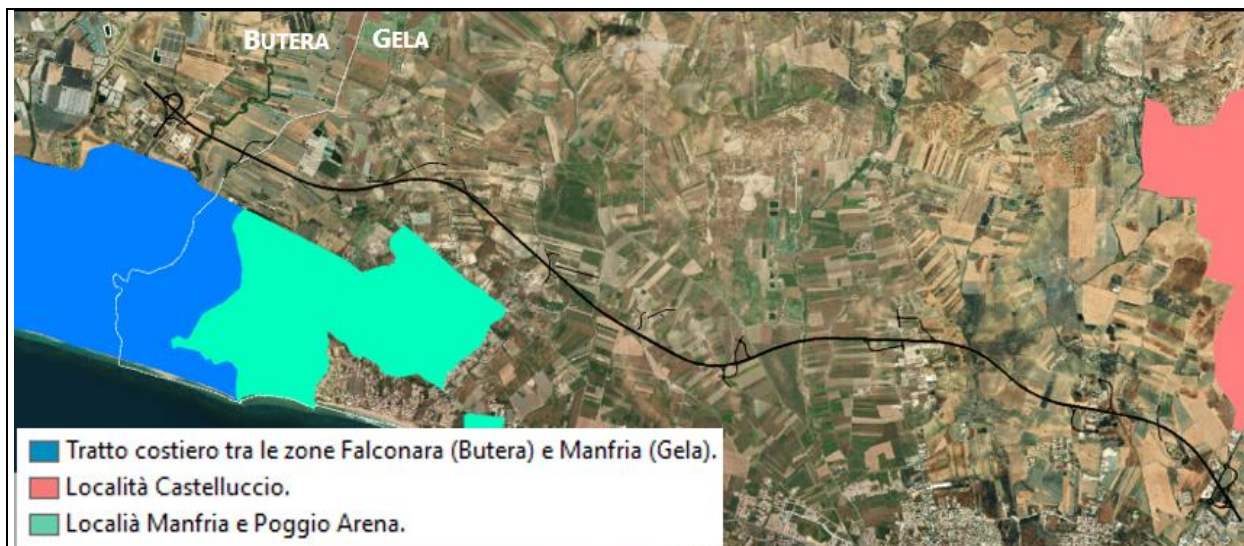 BUTERA GELA
Tratto costiero tra le zone Falconara (Butera) e Manfria (Gela).
Località Castelluccio.
Localià Manfria e Poggio Arena.